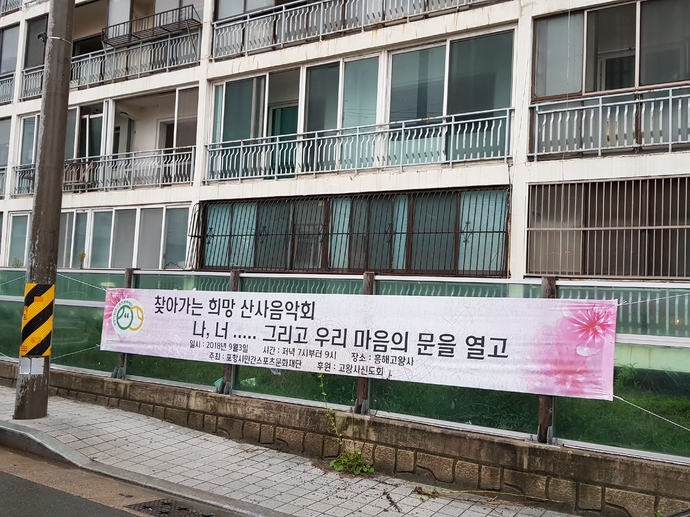 찾아가는 희망 산사음악회
나, 너 ..... 그리고 우리 마음의 문을 열고
일시 : 2018년 9월3일 시간 : 저녁 7시부터 9시 장소 : 흥해고왕사
주최 : 포항시민간스포츠문화재단 후원 : 고왕사신도회